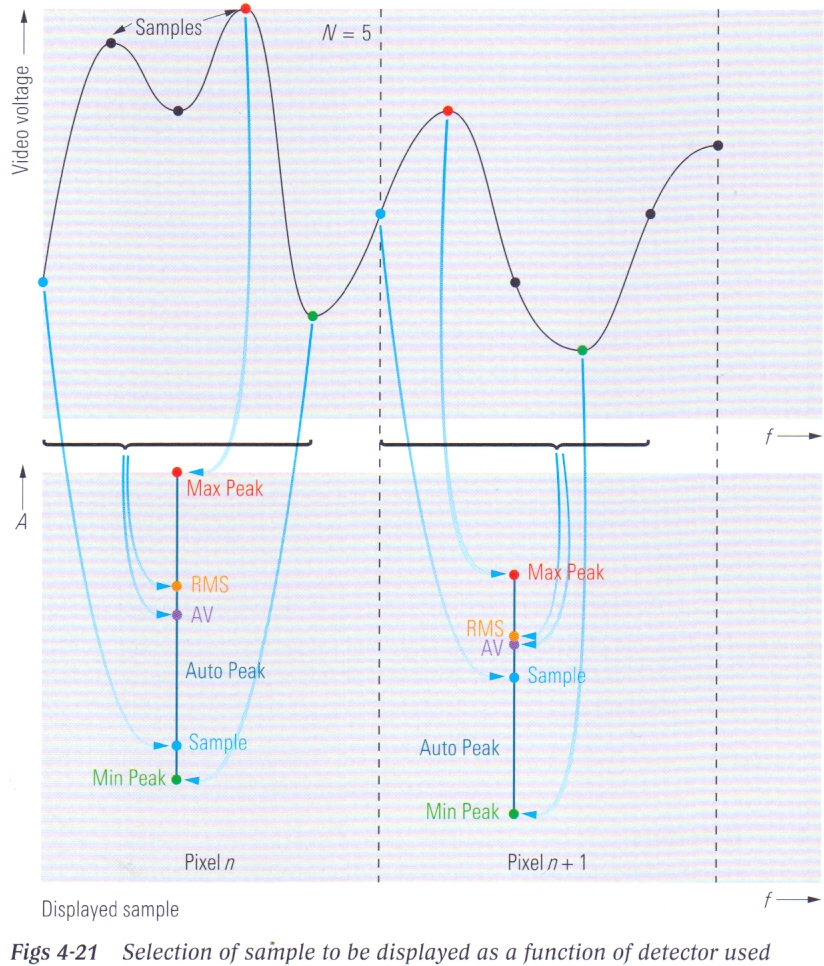 Samples
N = 5
Video voltage
f
A
Max Peak
RMS
AV
Auto Peak
Sample
Min Peak
Max Peak
RMS
AV
Sample
Auto Peak
Min Peak
Pixel n
Pixel n + 1
f
Displayed sample
Figs 4-21 Selection of sample to be displayed as a function of detector used